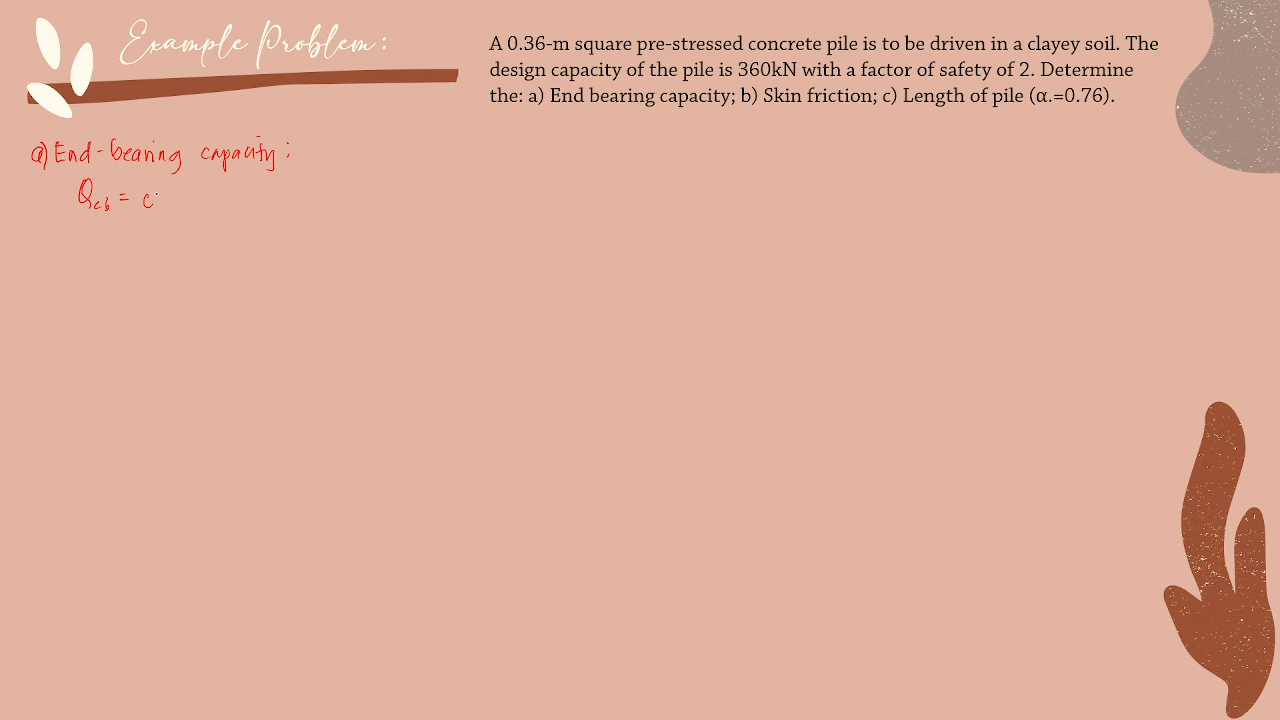 Example Problem:
A 0.36-m square pre-stressed concrete pile is to be driven in a clayey soil. The
design capacity of the pile is 360kN with a factor of safety of 2. Determine
the: a) End bearing capacity; b) Skin friction; c) Length of pile (α.=0.76).
a) End-bearing capacity:
Qeb = c